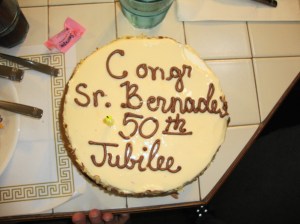 Congr
Sr. Bernade's
50th
Jubilee